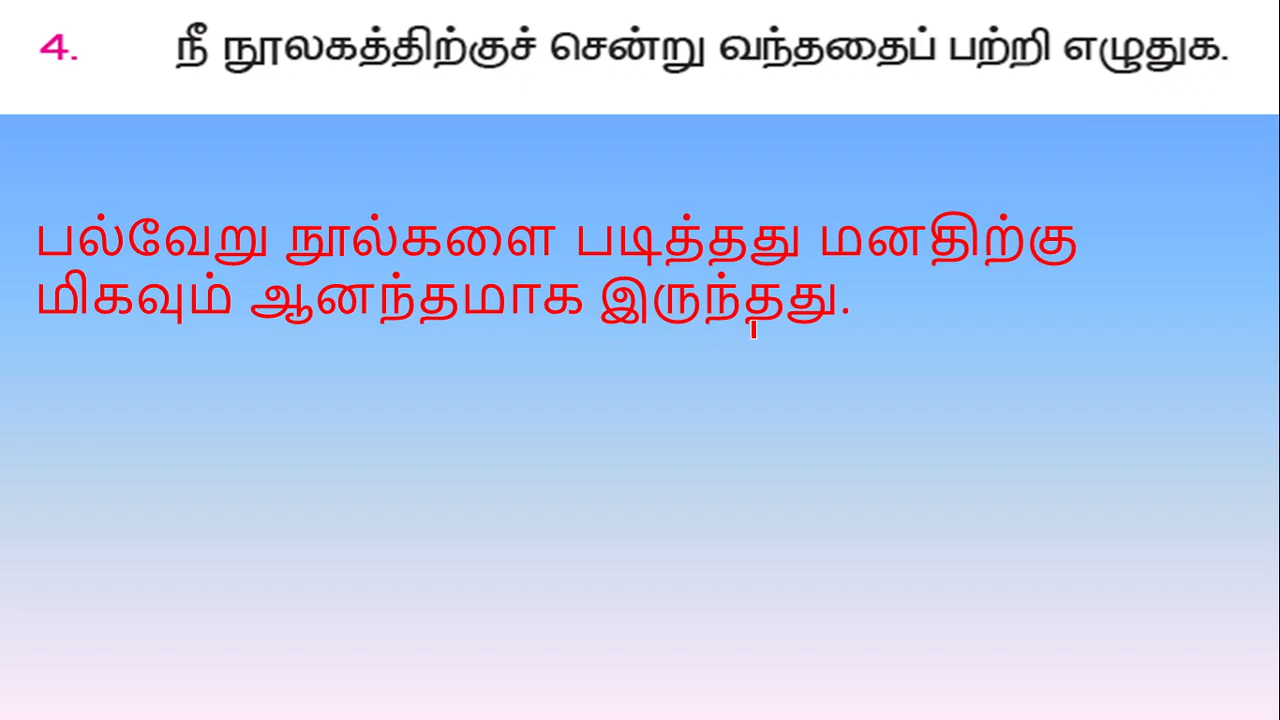 4. நீ நூலகத்திற்குச் சென்று வந்ததைப் பற்றி எழுதுக.
பல்வேறு நூல்களை படித்தது மனதிற்கு
மிகவும் ஆனந்தமாக இருந்தது.